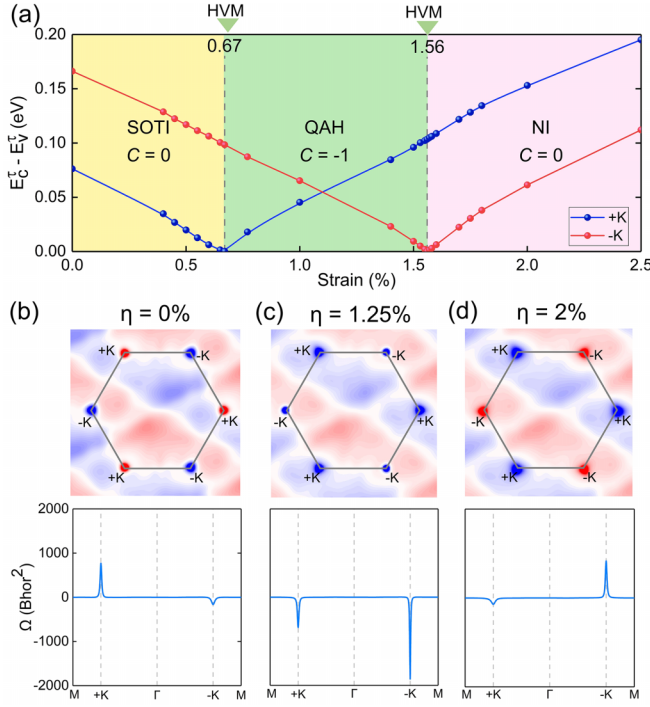 (a)
HVM
HVM
0.67
1.56
E_C^τ - E_V^τ (eV)
0.20
0.15
0.10
0.05
0.00
SOTI
C = 0
QAH
C = -1
NI
C = 0
+K
-K
0.0
0.5
1.0
1.5
2.0
2.5
Strain (%)
(b)
η = 0%
(c)
η = 1.25%
(d)
η = 2%
+K
-K
-K
+K
+K
-K
+K
-K
-K
+K
+K
-K
+K
-K
-K
+K
+K
-K
Ω (Bhor²)
2000
1000
0
-1000
-2000
M +K Γ -K M
M +K Γ -K M
M +K Γ -K M